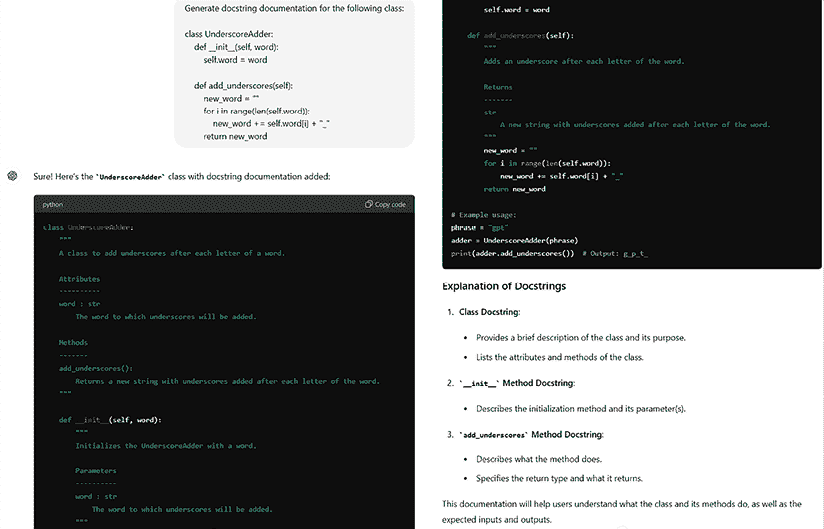 Generate docstring documentation for the following class:
class UnderscoreAdder:
def __init__(self, word):
self.word = word
def add_underscores(self):
new_word = ""
for i in range(len(self.word)):
new_word += self.word[i] + "_"
return new_word
Sure! Here's the `UnderscoreAdder` class with docstring documentation added:
python
Copy code
class UnderscoreAdder:
"""
A class to add underscores after each letter of a word.
Attributes
----------
word : str
The word to which underscores will be added.
Methods
-------
add_underscores():
Returns a new string with underscores added after each letter of the word.
"""
def __init__(self, word):
"""
Initializes the UnderscoreAdder with a word.
Parameters
----------
word : str
The word to which underscores will be added.
"""
self.word = word
def add_underscores(self):
"""
Adds an underscore after each letter of the word.
Returns
-------
str
A new string with underscores added after each letter of the word.
"""
new_word = ""
for i in range(len(self.word)):
new_word += self.word[i] + "_"
return new_word
# Example usage:
phrase = "gpt"
adder = UnderscoreAdder(phrase)
print(adder.add_underscores())  # Output: g_p_t_
Explanation of Docstrings
1. Class Docstring:
• Provides a brief description of the class and its purpose.
• Lists the attributes and methods of the class.
2. `__init__` Method Docstring:
• Describes the initialization method and its parameter(s).
3. `add_underscores` Method Docstring:
• Describes what the method does.
• Specifies the return type and what it returns.
This documentation will help users understand what the class and its methods do, as well as the
expected inputs and outputs.